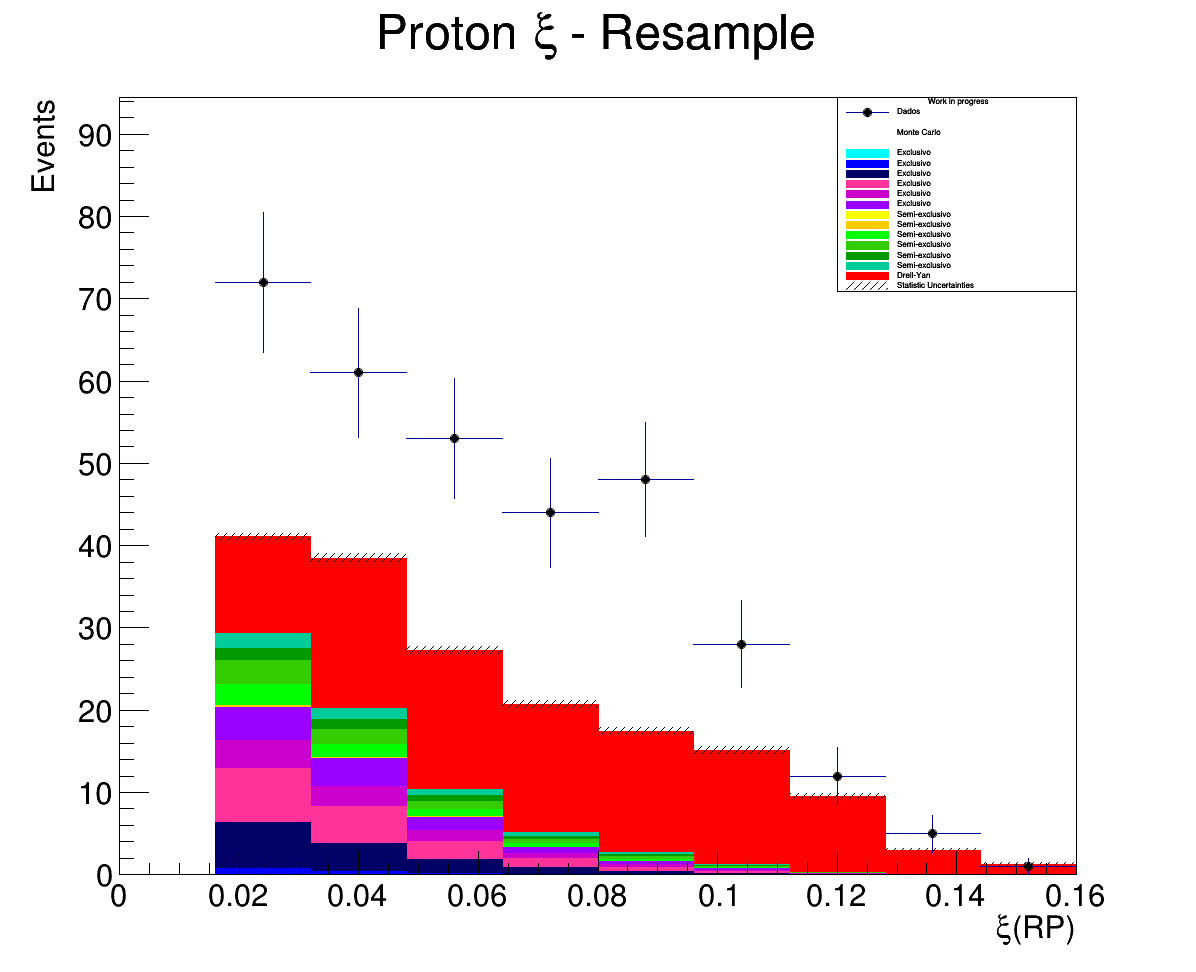 Proton ξ - Resample
Events
90
80
70
60
50
40
30
20
10
0
0 0.02 0.04 0.06 0.08 0.1 0.12 0.14 0.16
ξ(RP)
Work in progress
Dados
Monte Carlo
Exclusivo
Exclusivo
Exclusivo
Exclusivo
Exclusivo
Exclusivo
Semi-exclusivo
Semi-exclusivo
Semi-exclusivo
Semi-exclusivo
Semi-exclusivo
Semi-exclusivo
Drell-Yan
Statistic Uncertainties